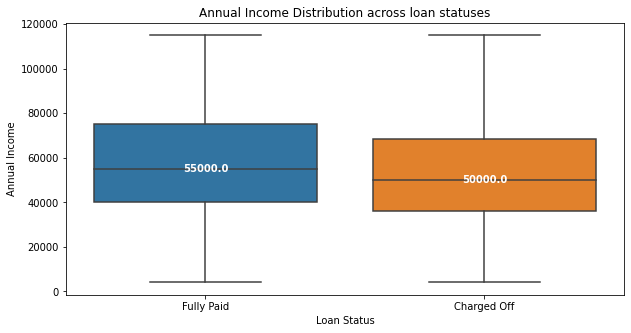 Annual Income Distribution across loan statuses
120000
100000
80000
60000
40000
20000
0
Annual Income
55000.0
50000.0
Fully Paid
Charged Off
Loan Status